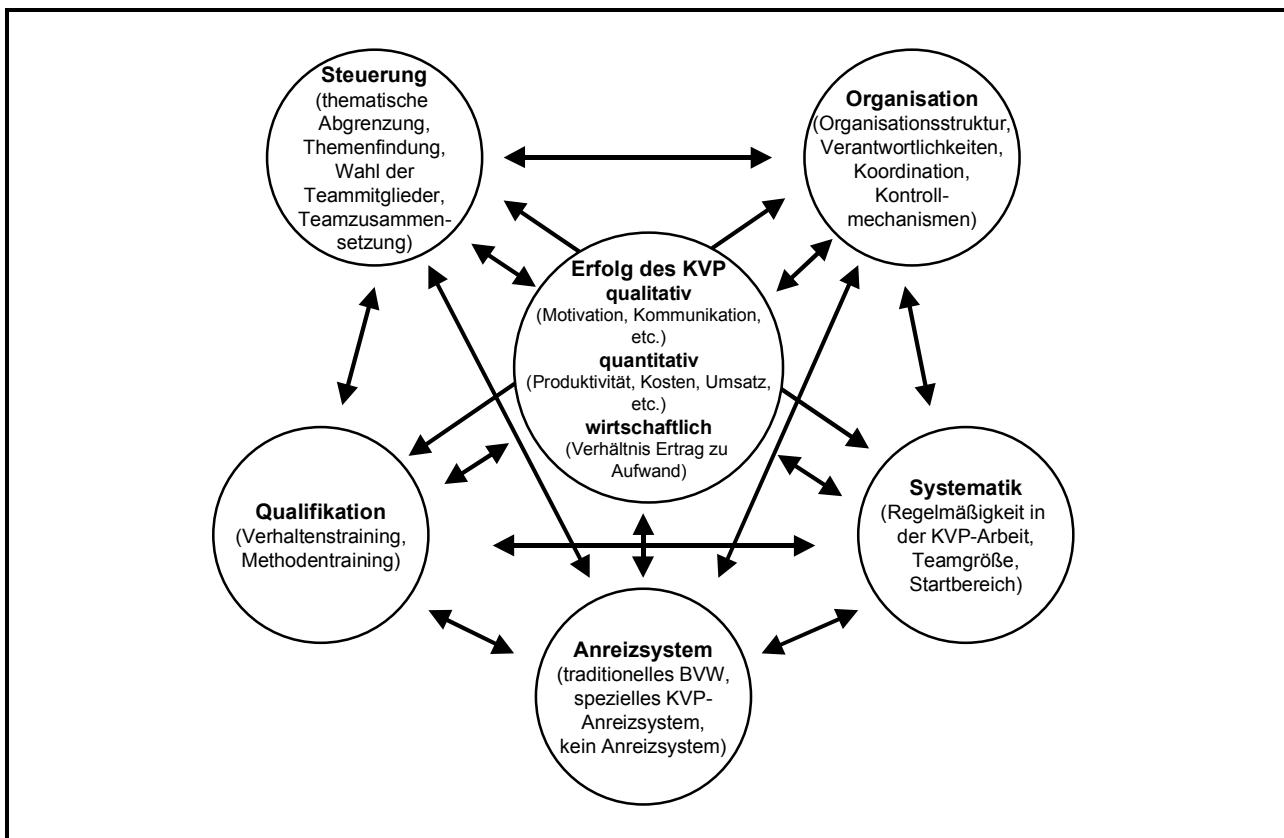 Steuerung
(thematische
Abgrenzung,
Themenfindung,
Wahl der
Teammitglieder,
Teamzusammen-
setzung)
Organisation
(Organisationsstruktur,
Verantwortlichkeiten,
Koordination,
Kontroll-
mechanismen)
Erfolg des KVP
qualitativ
(Motivation, Kommunikation,
etc.)
quantitativ
(Produktivität, Kosten, Umsatz,
etc.)
wirtschaftlich
(Verhältnis Ertrag zu
Aufwand)
Qualifikation
(Verhaltenstraining,
Methodentraining)
Systematik
(Regelmäßigkeit in
der KVP-Arbeit,
Teamgröße,
Startbereich)
Anreizsystem
(traditionelles BVW,
spezielles KVP-
Anreizsystem,
kein Anreizsystem)